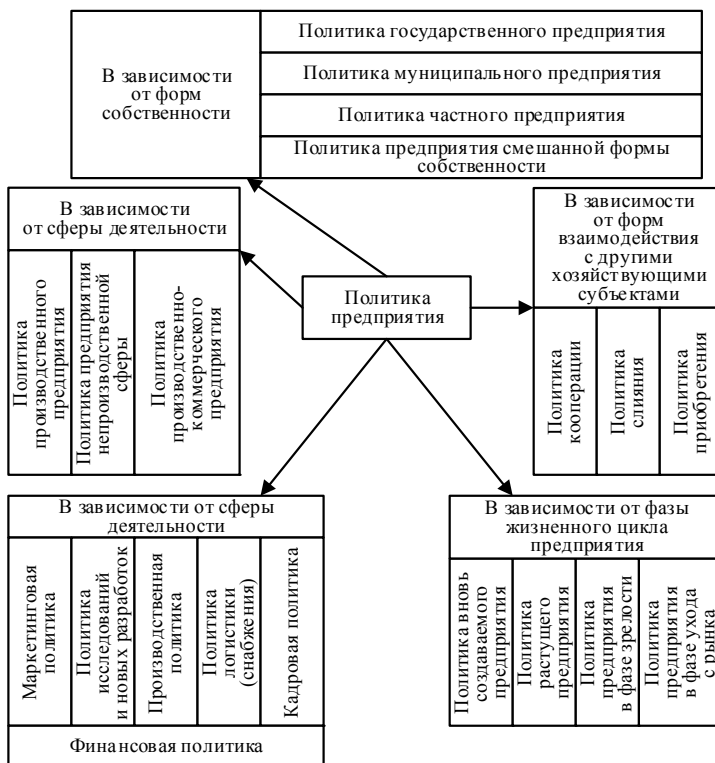 В зависимости
от форм
собственности
Политика государственного предприятия
Политика муниципального предприятия
Политика частного предприятия
Политика предприятия смешанной формы
собственности
В зависимости
от сферы деятельности
Политика
производственного
предприятия
Политика предприятия
непроизводственной
сферы
Политика
производственно-
коммерческого
предприятия
Политика
предприятия
В зависимости
от форм
взаимодействия
с другими
хозяйствующими
субъектами
Политика
кооперации
Политика
слияния
Политика
приобретения
В зависимости от сферы
деятельности
Маркетинговая
политика
Политика
исследований
и новых разработок
Производственная
политика
Политика
логистики
(снабжения)
Кадровая политика
Финансовая политика
В зависимости от фазы
жизненного цикла
предприятия
Политика вновь
создаваемого
предприятия
Политика
растущего
предприятия
Политика
предприятия
в фазе зрелости
Политика
предприятия
в фазе ухода
с рынка